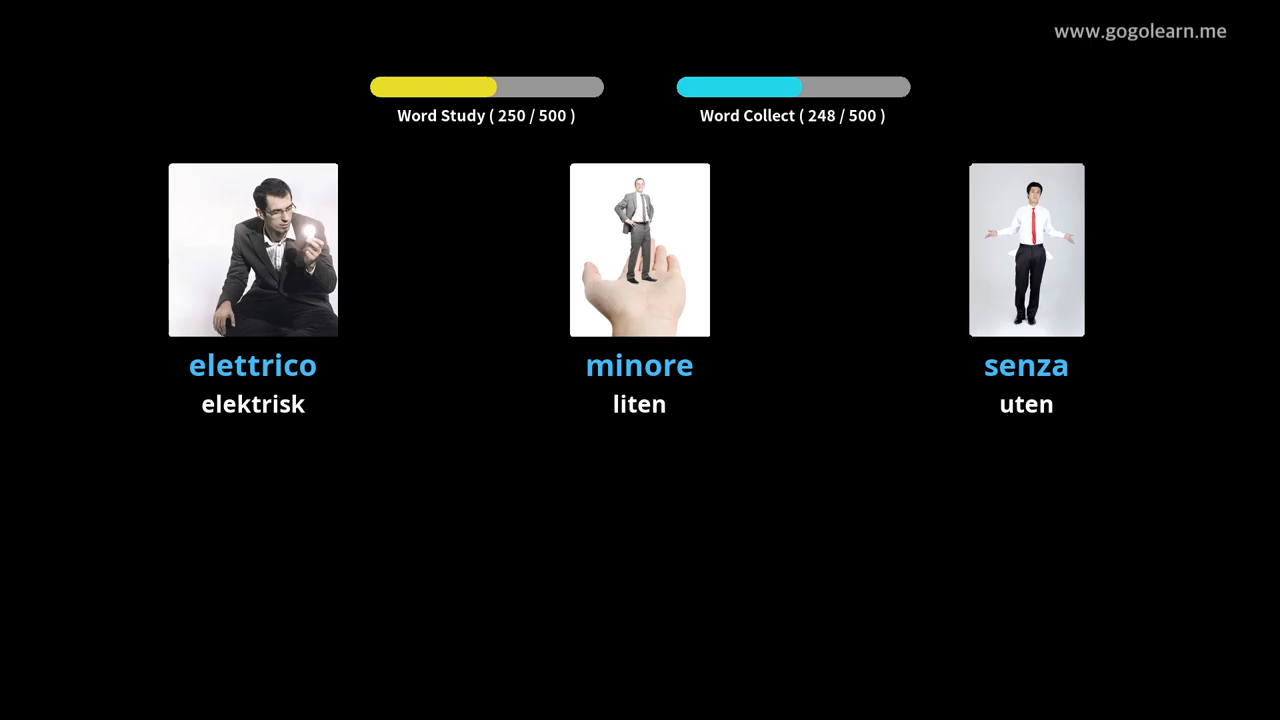 www.gogolearn.me
Word Study ( 250 / 500 )
Word Collect ( 248 / 500 )
elettrico
elektrisk
minore
liten
senza
uten